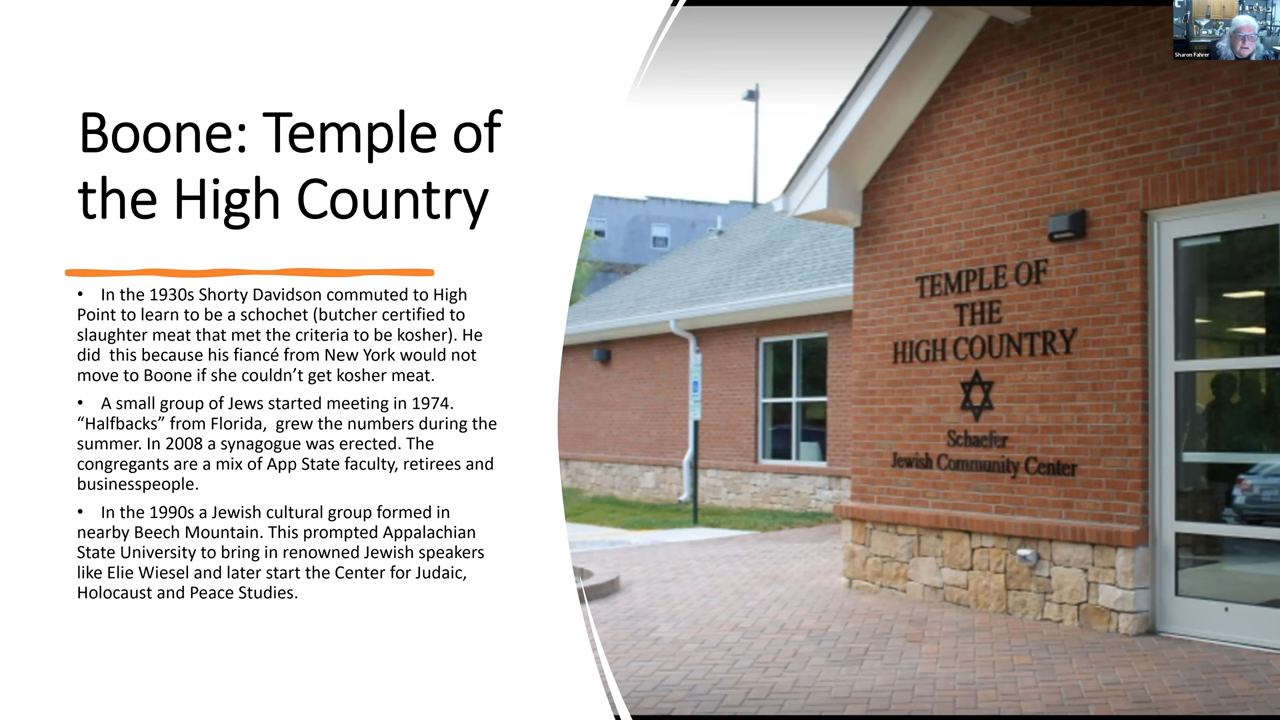 Boone: Temple of
the High Country
• In the 1930s Shorty Davidson commuted to High
Point to learn to be a schochet (butcher certified to
slaughter meat that met the criteria to be kosher). He
did this because his fiancé from New York would not
move to Boone if she couldn’t get kosher meat.
• A small group of Jews started meeting in 1974.
“Halfbacks” from Florida, grew the numbers during the
summer. In 2008 a synagogue was erected. The
congregants are a mix of App State faculty, retirees and
businesspeople.
• In the 1990s a Jewish cultural group formed in
nearby Beech Mountain. This prompted Appalachian
State University to bring in renowned Jewish speakers
like Elie Wiesel and later start the Center for Judaic,
Holocaust and Peace Studies.
TEMPLE OF
THE
HIGH COUNTRY
Schaefer
Jewish Community Center
Sharon Fahrer